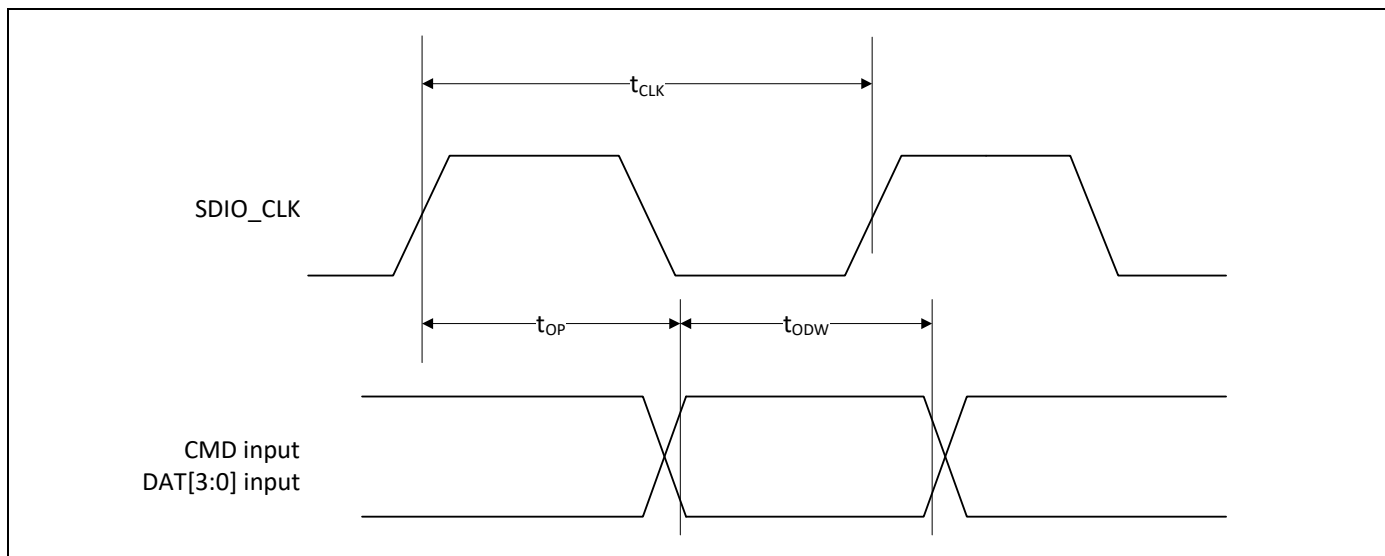 tCLK
SDIO_CLK
tOP
tODW
CMD input
DAT[3:0] input